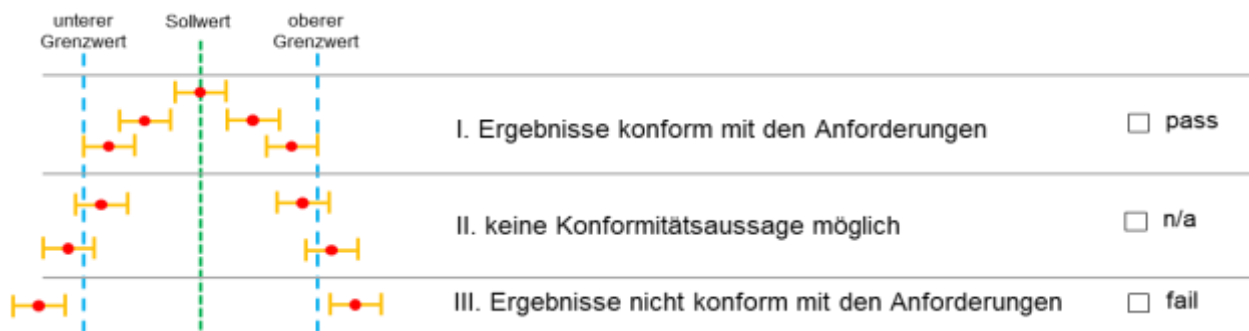 unterer
Grenzwert
Sollwert
oberer
Grenzwert
I. Ergebnisse konform mit den Anforderungen
pass
II. keine Konformitätsaussage möglich
n/a
III. Ergebnisse nicht konform mit den Anforderungen
fail